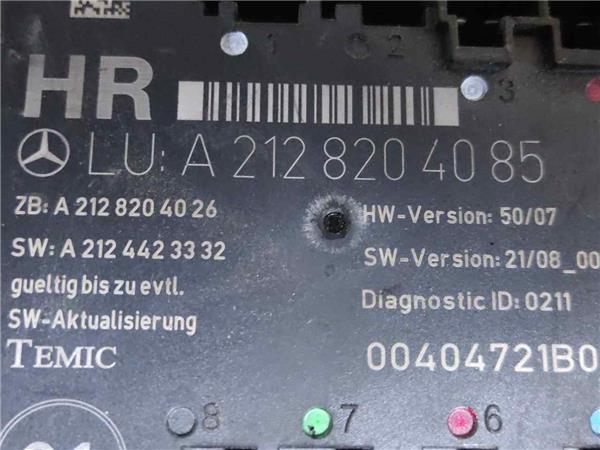 1 2
HR
3
LU: A 212 820 40 85
ZB: A 212 820 40 26
HW-Version: 50/07
SW: A 212 442 33 32
SW-Version: 21/08_00
gueltig bis zu evtl.
Diagnostic ID: 0211
SW-Aktualisierung
TEMIC
00404721B0
8 7 6